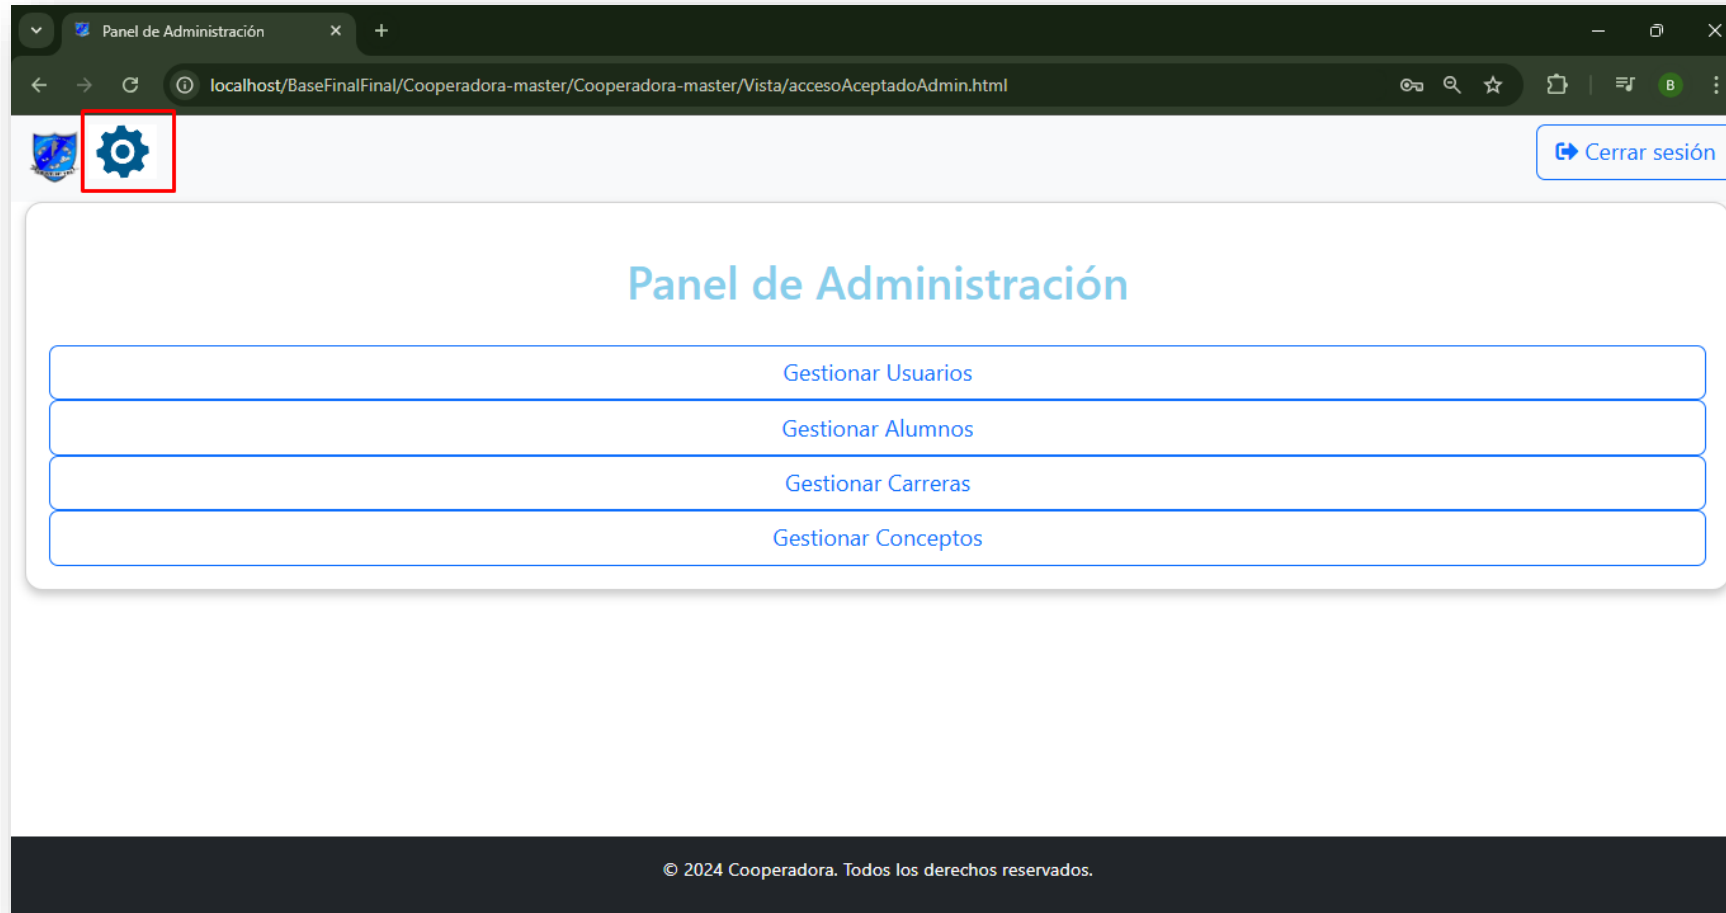 Panel de Administración
localhost/BaseFinalFinal/Cooperadora-master/Cooperadora-master/Vista/accesoAceptadoAdmin.html
B
Cerrar sesión
Panel de Administración
Gestionar Usuarios
Gestionar Alumnos
Gestionar Carreras
Gestionar Conceptos
© 2024 Cooperadora. Todos los derechos reservados.